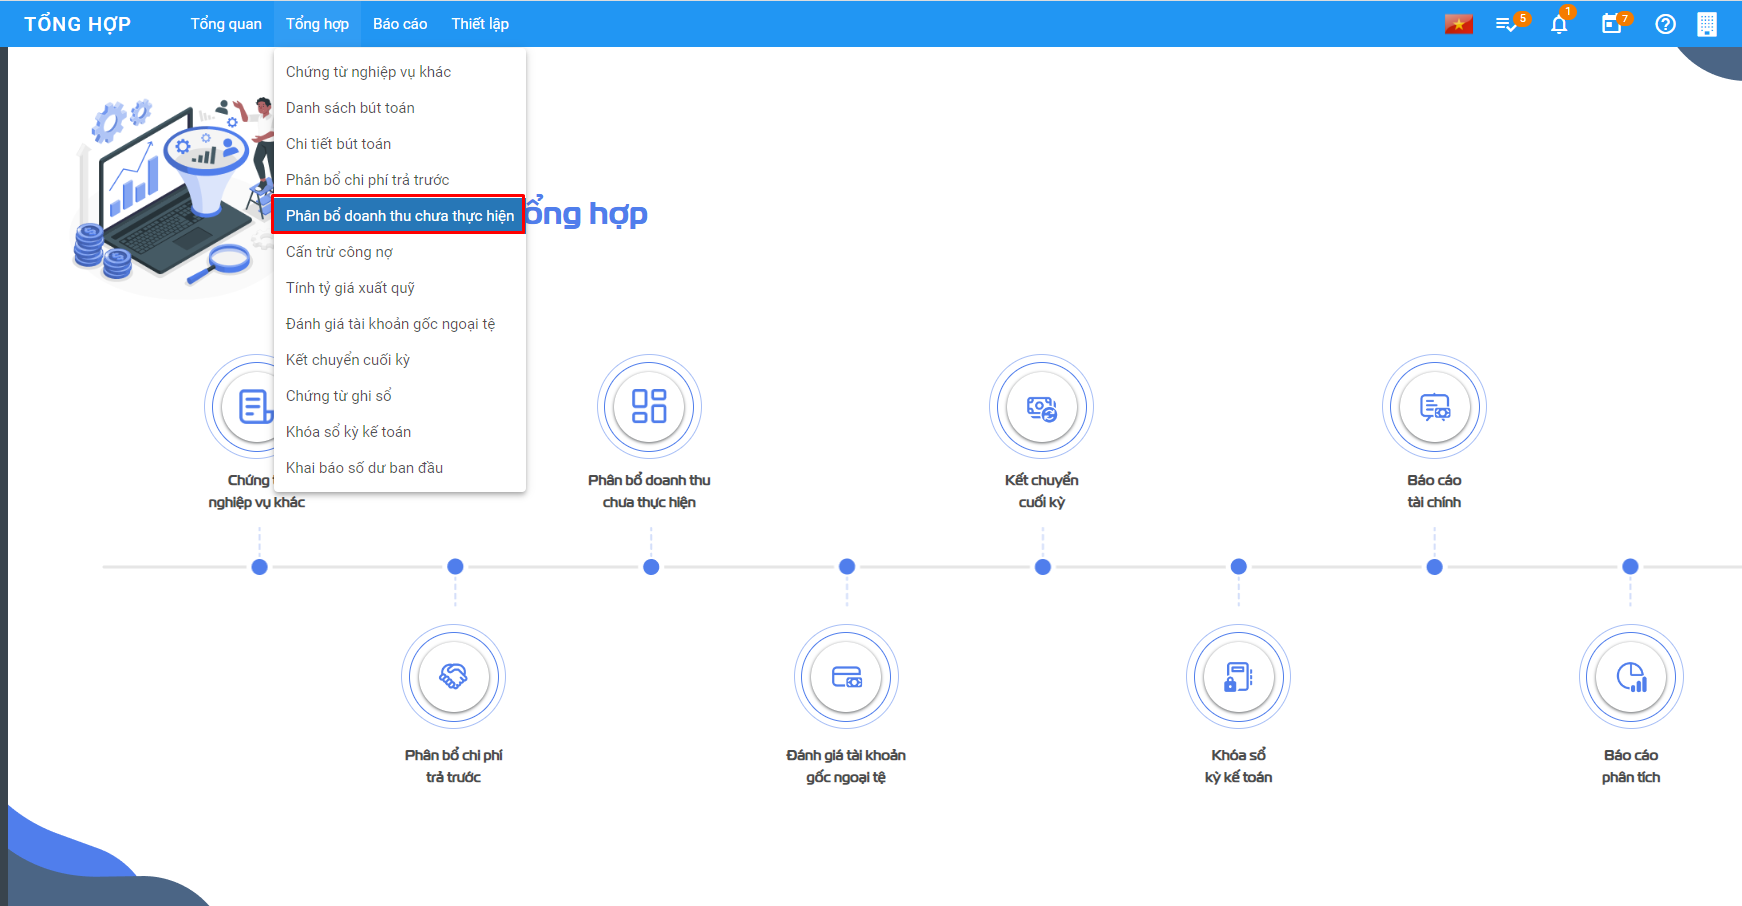 TỔNG HỢP
Tổng quan
Tổng hợp
Báo cáo
Thiết lập
5
1
7
Chứng từ nghiệp vụ khác
Danh sách bút toán
Chi tiết bút toán
Phân bổ chi phí trả trước
Phân bổ doanh thu chưa thực hiện
Cấn trừ công nợ
Tính tỷ giá xuất quỹ
Đánh giá tài khoản gốc ngoại tệ
Kết chuyển cuối kỳ
Chứng từ ghi sổ
Khóa sổ kỳ kế toán
Khai báo số dư ban đầu
ổng hợp
Chứng
nghiệp vụ khác
Phân bổ doanh thu
chưa thực hiện
Kết chuyển
cuối kỳ
Báo cáo
tài chính
Phân bổ chi phí
trả trước
Đánh giá tài khoản
gốc ngoại tệ
Khóa sổ
kỳ kế toán
Báo cáo
phân tích